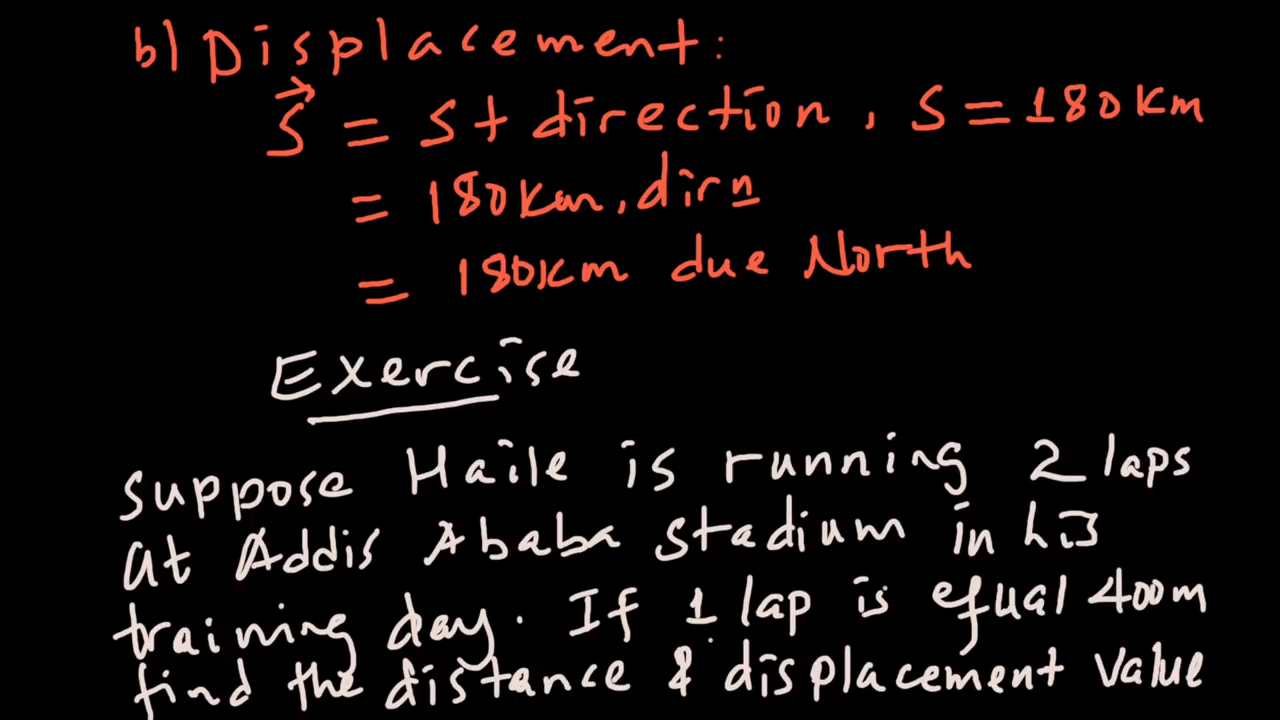 b) Displacement:
S⃗ = S + direction, S = 180Km
= 180Km, dirn
= 180Km due North
Exercise
Suppose Haile is running 2 laps
at Addis Ababa stadium in his
training day. If 1 lap is equal 400m
find the distance & displacement value